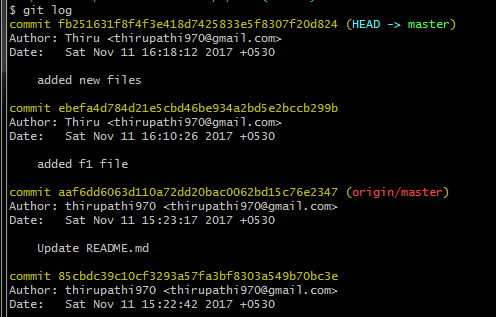 $ git log
commit fb251631f8f4f3e418d7425833e5f8307f20d824 (HEAD -> master)
Author: Thiru <thirupathi970@gmail.com>
Date:   Sat Nov 11 16:18:12 2017 +0530
added new files
commit ebefa4d784d21e5cbd46be934a2bd5e2bccb299b
Author: Thiru <thirupathi970@gmail.com>
Date:   Sat Nov 11 16:10:26 2017 +0530
added f1 file
commit aaf6dd6063d110a72dd20bac0062bd15c76e2347 (origin/master)
Author: thirupathi970 <thirupathi970@gmail.com>
Date:   Sat Nov 11 15:23:17 2017 +0530
Update README.md
commit 85cbdc39c10cf3293a57fa3bf8303a549b70bc3e
Author: thirupathi970 <thirupathi970@gmail.com>
Date:   Sat Nov 11 15:22:42 2017 +0530